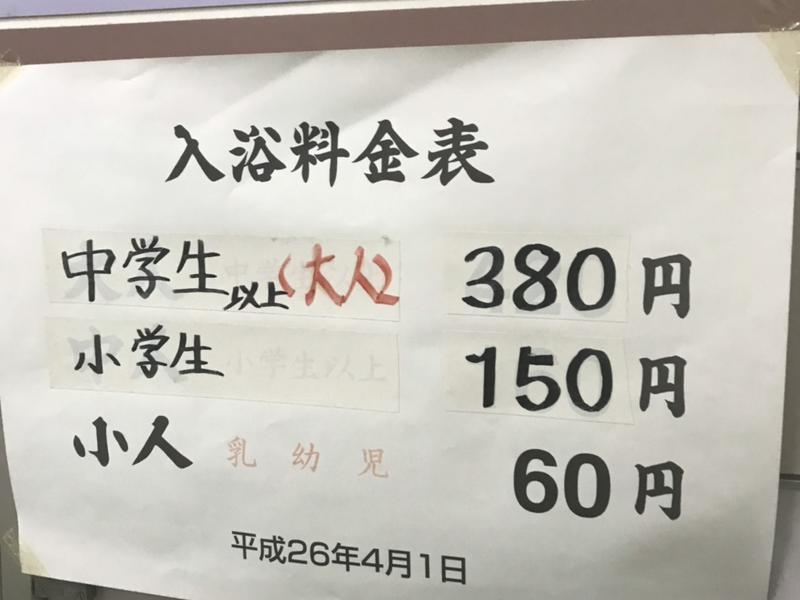 入浴料金表
中学生以上(大人) 380円
小学生 150円
小人 乳幼児 60円
平成26年4月1日